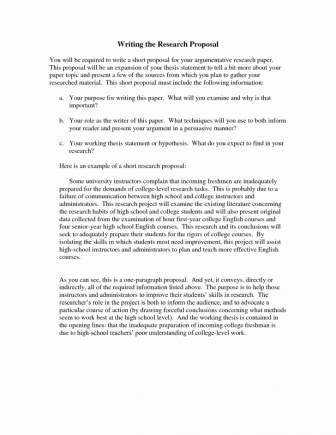 Writing the Research Proposal
You will be required to write a short proposal for your argumentative research paper.
This proposal will be an expansion of your thesis statement to tell a bit more about your
paper topic and present a few of the sources from which you plan to gather your
researched material. This short proposal must include the following information:
a. Your purpose for writing this paper. What will you examine and why is that
important?
b. Your role as the writer of this paper. What techniques will you use to both inform
your reader and present your argument in a persuasive manner?
c. Your working thesis statement or hypothesis. What do you expect to find in your
research?
Here is an example of a short research proposal:
Some university instructors complain that incoming freshmen are inadequately
prepared for the demands of college-level research tasks. This is probably due to a
failure of communication between high school and college instructors and
administrators. This research project will examine the existing literature concerning
the research habits of high school and college students and will also present original
data collected from the examination of four first-year college English courses and
four senior-year high school English courses. This research and its conclusions will
seek to adequately prepare their students for the rigors of college courses. By
isolating the skills in which students most need improvement, this project will assist
high-school instructors and administrators to plan and teach more effective English
courses.
As you can see, this is a one-paragraph proposal. And yet, it conveys, directly or
indirectly, all of the required information listed above. The purpose is to help those
instructors and administrators to improve their students' skills in research. The
researcher's role in the project is both to inform the audience, and to advocate a
particular course of action (by drawing forceful conclusions concerning what methods
seem to work best at the high school level). And the working thesis is contained in
the opening lines: that the inadequate preparation of incoming college freshman is
due to high-school teachers' poor understanding of college-level work.